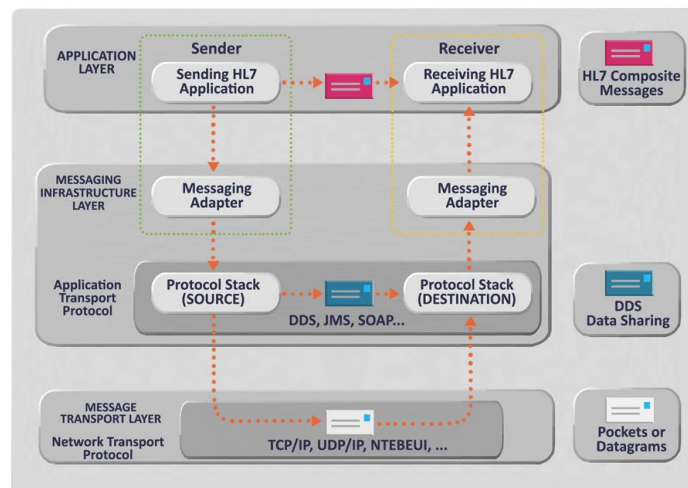 APPLICATION
LAYER
Sender
Receiver
Sending HL7
Application
Receiving HL7
Application
HL7 Composite
Messages
MESSAGING
INFRASTRUCTURE
LAYER
Messaging
Adapter
Messaging
Adapter
Application
Transport
Protocol
Protocol Stack
(SOURCE)
Protocol Stack
(DESTINATION)
DDS, JMS, SOAP...
DDS
Data Sharing
MESSAGE
TRANSPORT LAYER
Network Transport
Protocol
TCP/IP, UDP/IP, NTEBEUI, ...
Pockets or
Datagrams